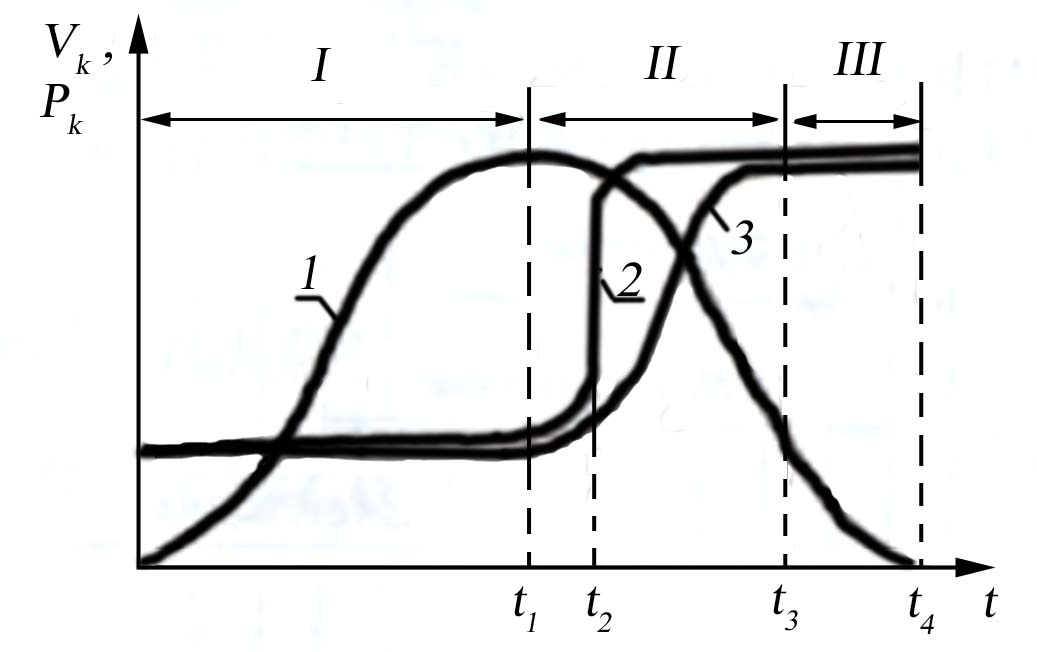 V_k,
P_k
I
II
III
1
2
3
t_1
t_2
t_3
t_4
t